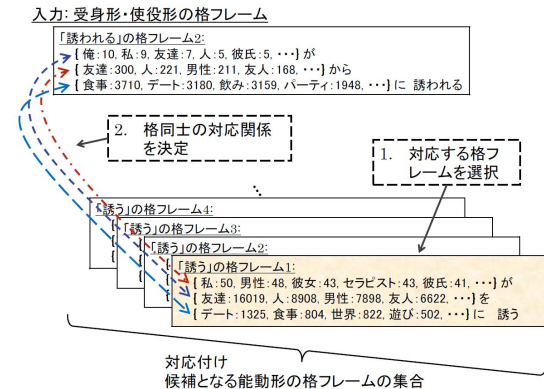 入力: 受身形・使役形の格フレーム
「誘われる」の格フレーム2:
{ 俺:10, 私:9, 友達:7, 人:5, 彼氏:5, ・・・} が
{ 友達:300, 人:221, 男性:211, 友人:168, ・・・} から
{ 食事:3710, デート:3180, 飲み:3159, パーティ:1948, ・・・} に 誘われる
2. 格同士の対応関係
を決定
1. 対応する格フ
レームを選択
「誘う」の格フレーム4:
{
「誘う」の格フレーム3:
{
「誘う」の格フレーム2:
{
「誘う」の格フレーム1:
{ 私:50, 男性:48, 彼女:43, セラピスト:43, 彼氏:41, ・・・} が
{ 友達:16019, 人:8908, 男性:7898, 友人:6622, ・・・} を
{ デート:1325, 食事:804, 世界:822, 遊び:502, ・・・} に 誘う
対応付け
候補となる能動形の格フレームの集合